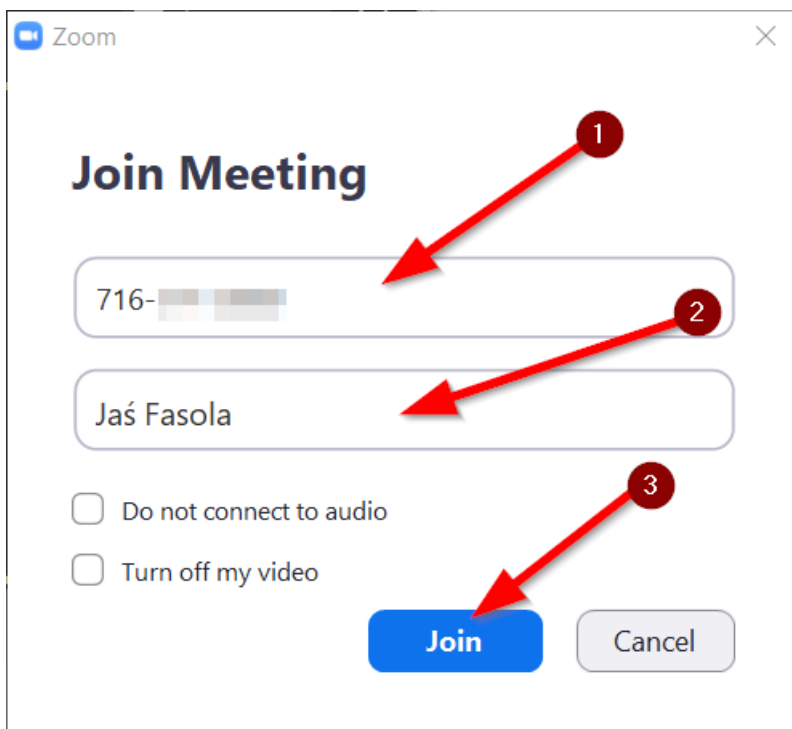 Zoom
1
Join Meeting
716-
2
Jaś Fasola
3
Do not connect to audio
Turn off my video
Join Cancel